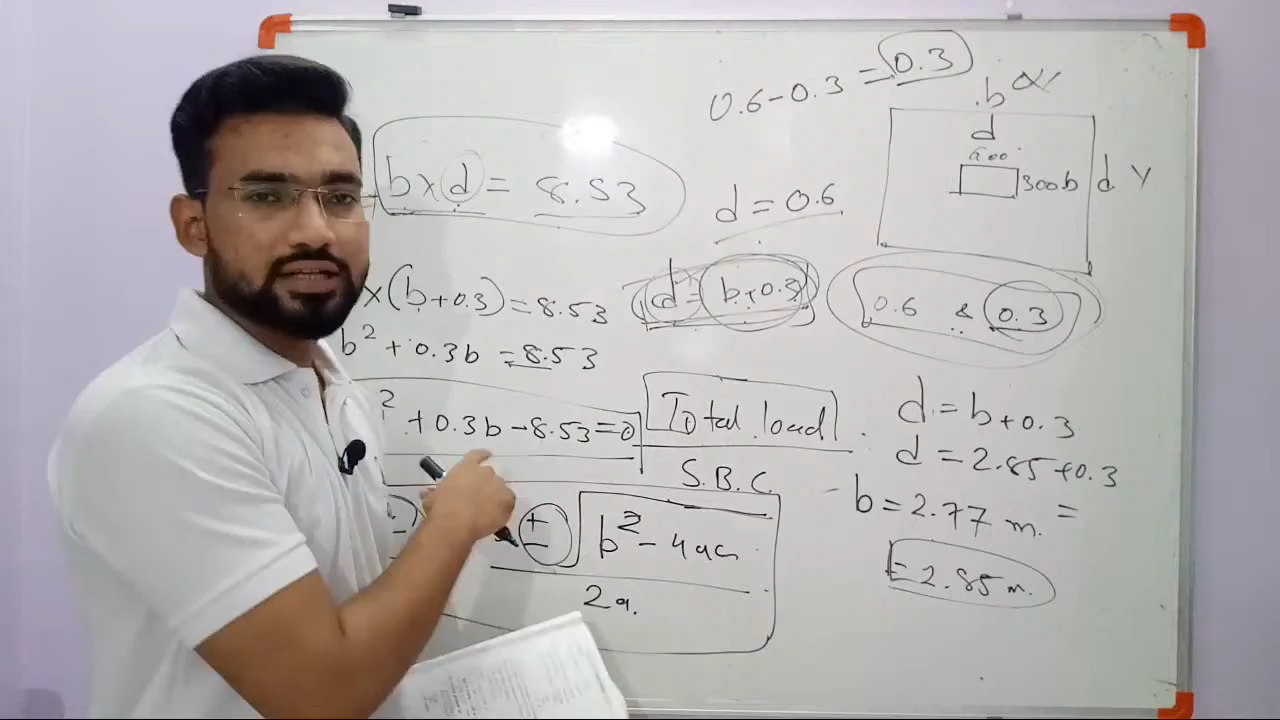 0.6-0.3 = 0.3
b x
d
300b
d y
b×d = 8.53
d = 0.6
×(b+0.3) = 8.53
d = b+0.3
0.6 & 0.3
b² + 0.3b = 8.53
² + 0.3b - 8.53 = 0
Total load
S.B.C.
d = b+0.3
d = 2.85+0.3
b = 2.77 m. =
= 2.85 m.
± √b² - 4ac
2a.